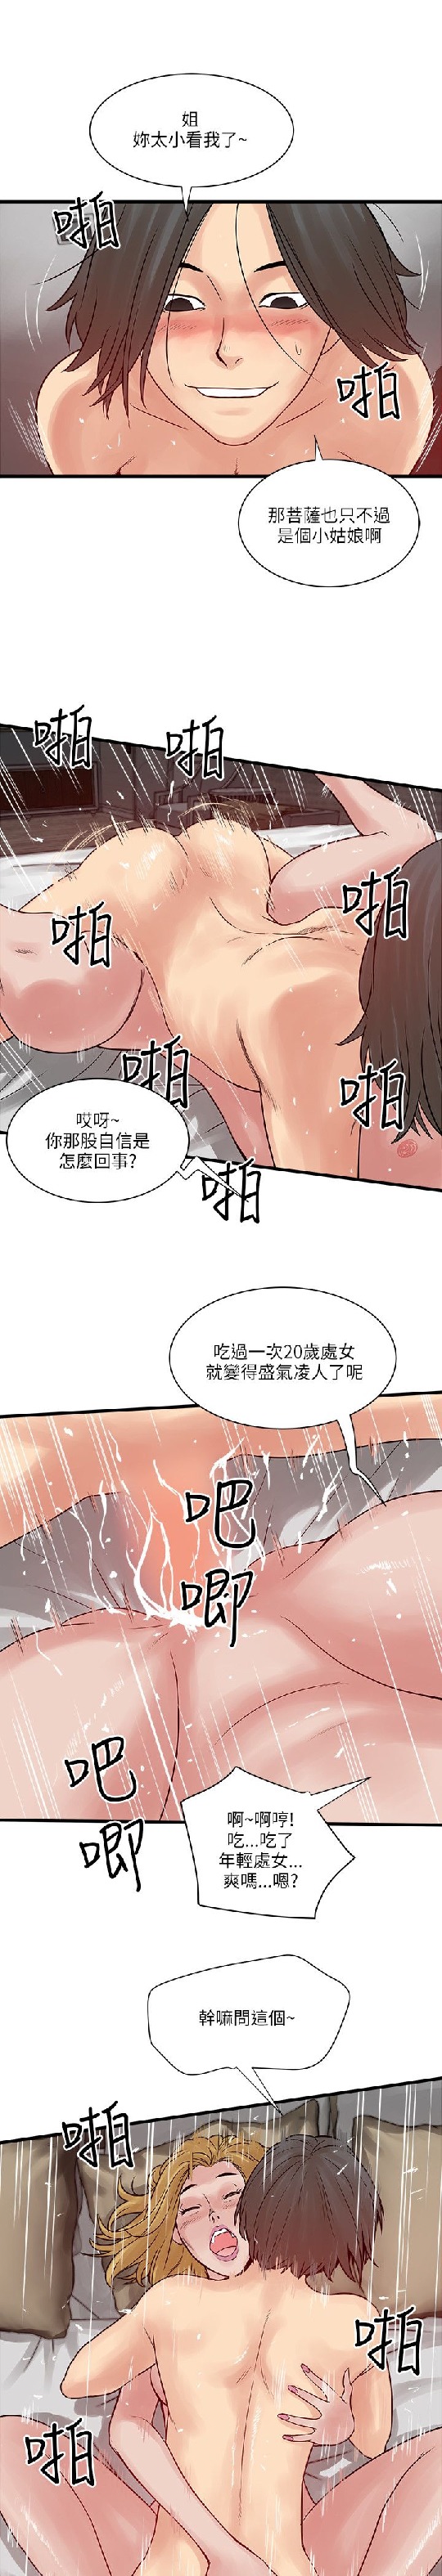 姐
妳太小看我了~
啪
啪
那菩薩也只不過
是個小姑娘啊
啪
啪
啪
啪
啪
啪
哎呀~
你那股自信是
怎麼回事?
啪
吃過一次20歲處女
就變得盛氣凌人了呢
吧
唧
吧
唧
啊~啊哼!
吃...吃了
年輕處女...
爽嗎...嗯?
幹嘛問這個~
啪
啪
啪